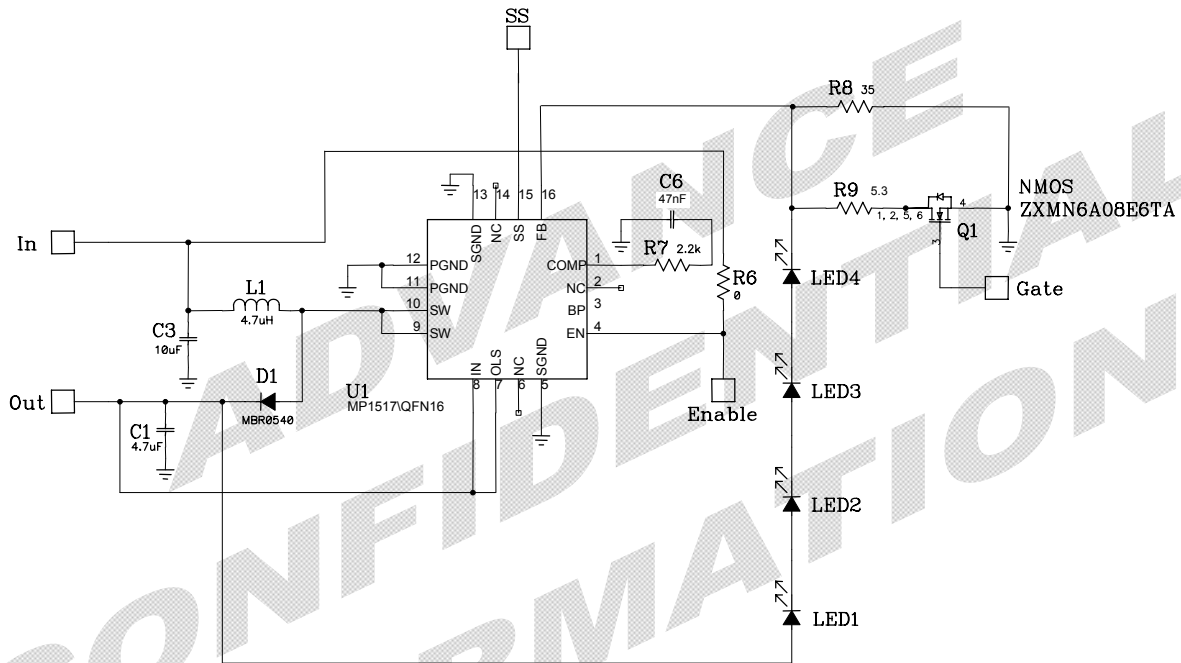 SS
R8 35
13
14
15
16
SGND
NC
SS
FB
C6
47nF
R9 5.3
1, 2, 5, 6
4
3
Q1
NMOS
ZXMN6A08E6TA
In
12 PGND
11 PGND
10 SW
9 SW
COMP 1
NC 2
BP 3
EN 4
R7 2.2k
R6
0
LED4
Gate
L1
4.7uH
C3
10uF
IN
OLS
NC
SGND
8
7
6
5
D1
MBR0540
U1
MP1517\QFN16
Enable
LED3
Out
C1
4.7uF
LED2
LED1
ADVANCE
CONFIDENTIAL
RMATION